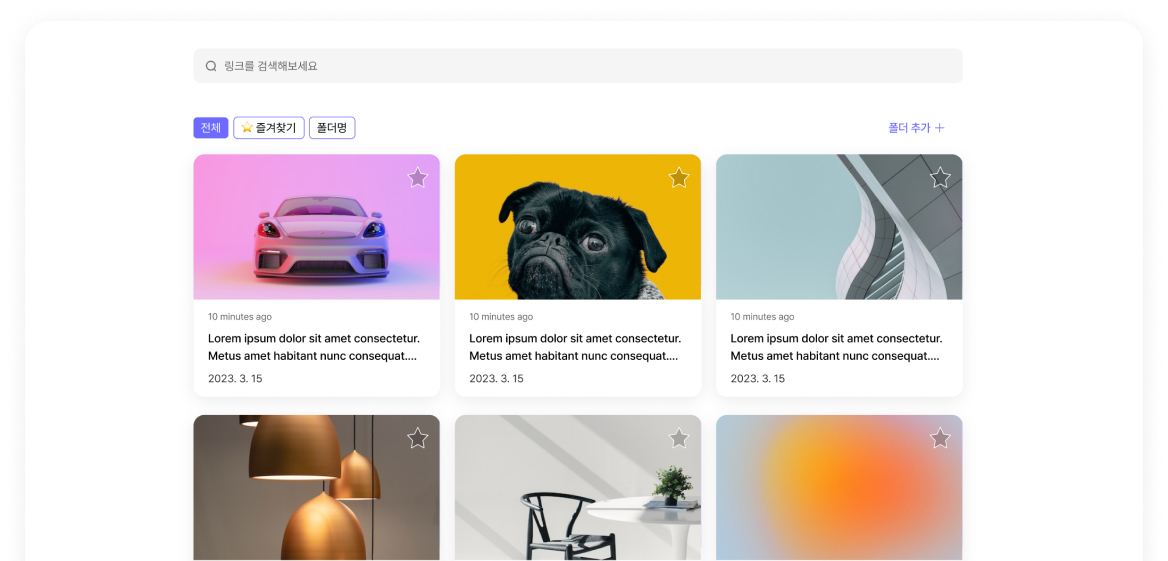 링크를 검색해보세요
전체
⭐ 즐겨찾기
폴더명
폴더 추가 +
10 minutes ago
Lorem ipsum dolor sit amet consectetur.
Metus amet habitant nunc consequat....
2023. 3. 15
10 minutes ago
Lorem ipsum dolor sit amet consectetur.
Metus amet habitant nunc consequat....
2023. 3. 15
10 minutes ago
Lorem ipsum dolor sit amet consectetur.
Metus amet habitant nunc consequat....
2023. 3. 15